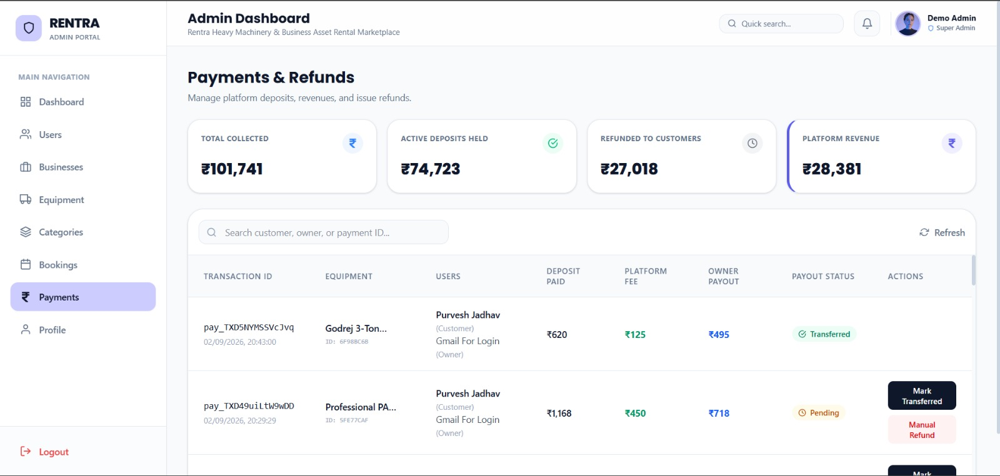 RENTRA
ADMIN PORTAL
MAIN NAVIGATION
Dashboard
Users
Businesses
Equipment
Categories
Bookings
Payments
Profile
Logout
Admin Dashboard
Rentra Heavy Machinery & Business Asset Rental Marketplace
Quick search...
Demo Admin
Super Admin
Payments & Refunds
Manage platform deposits, revenues, and issue refunds.
TOTAL COLLECTED
₹
₹101,741
ACTIVE DEPOSITS HELD
₹74,723
REFUNDED TO CUSTOMERS
₹27,018
PLATFORM REVENUE
₹
₹28,381
Search customer, owner, or payment ID...
Refresh
TRANSACTION ID EQUIPMENT USERS DEPOSIT PAID PLATFORM FEE OWNER PAYOUT PAYOUT STATUS ACTIONS
pay_TXD5NYMSSVcJvq
02/09/2026, 20:43:00
Godrej 3-Ton...
ID: 6F98BC6B
Purvesh Jadhav
(Customer)
Gmail For Login
(Owner)
₹620
₹125
₹495
Transferred
pay_TXD49uiLtW9wDD
02/09/2026, 20:29:29
Professional PA...
ID: 5FE77CAF
Purvesh Jadhav
(Customer)
Gmail For Login
(Owner)
₹1,168
₹450
₹718
Pending
Mark
Transferred
Manual
Refund
Mark